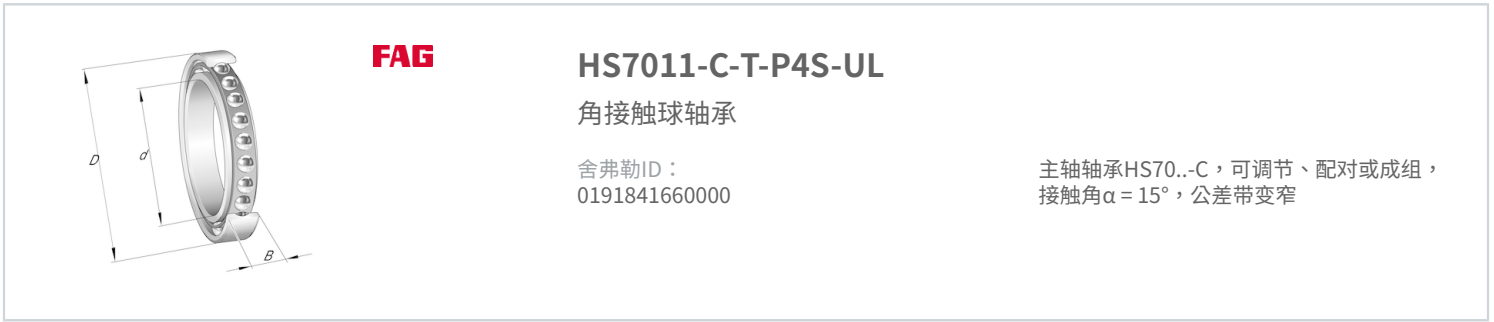 FAG
HS7011-C-T-P4S-UL
角接触球轴承
舍弗勒ID：
0191841660000
主轴轴承HS70..-C，可调节、配对或成组，
接触角α = 15°，公差带变窄
D
d
B